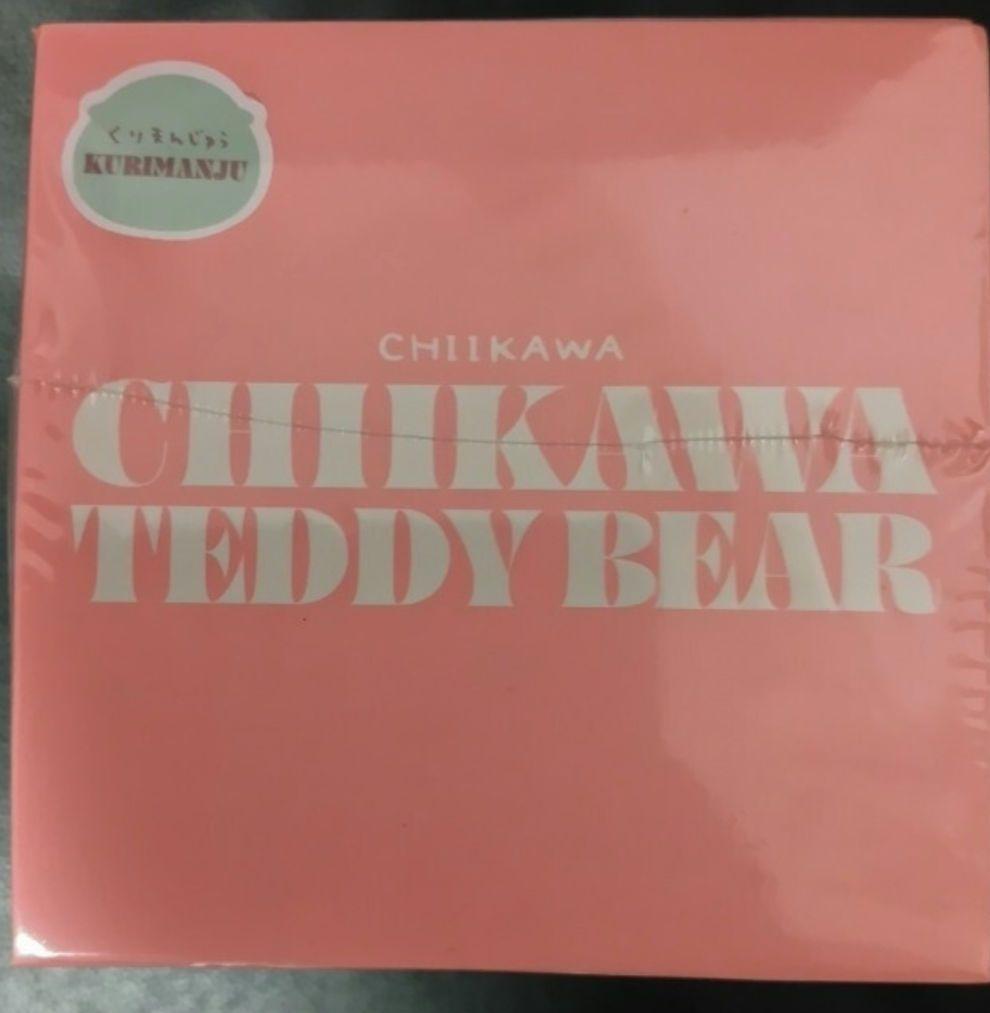 くりまんじゅう
KURIMANJU
CHIIKAWA
CHIIKAWA
TEDDY BEAR